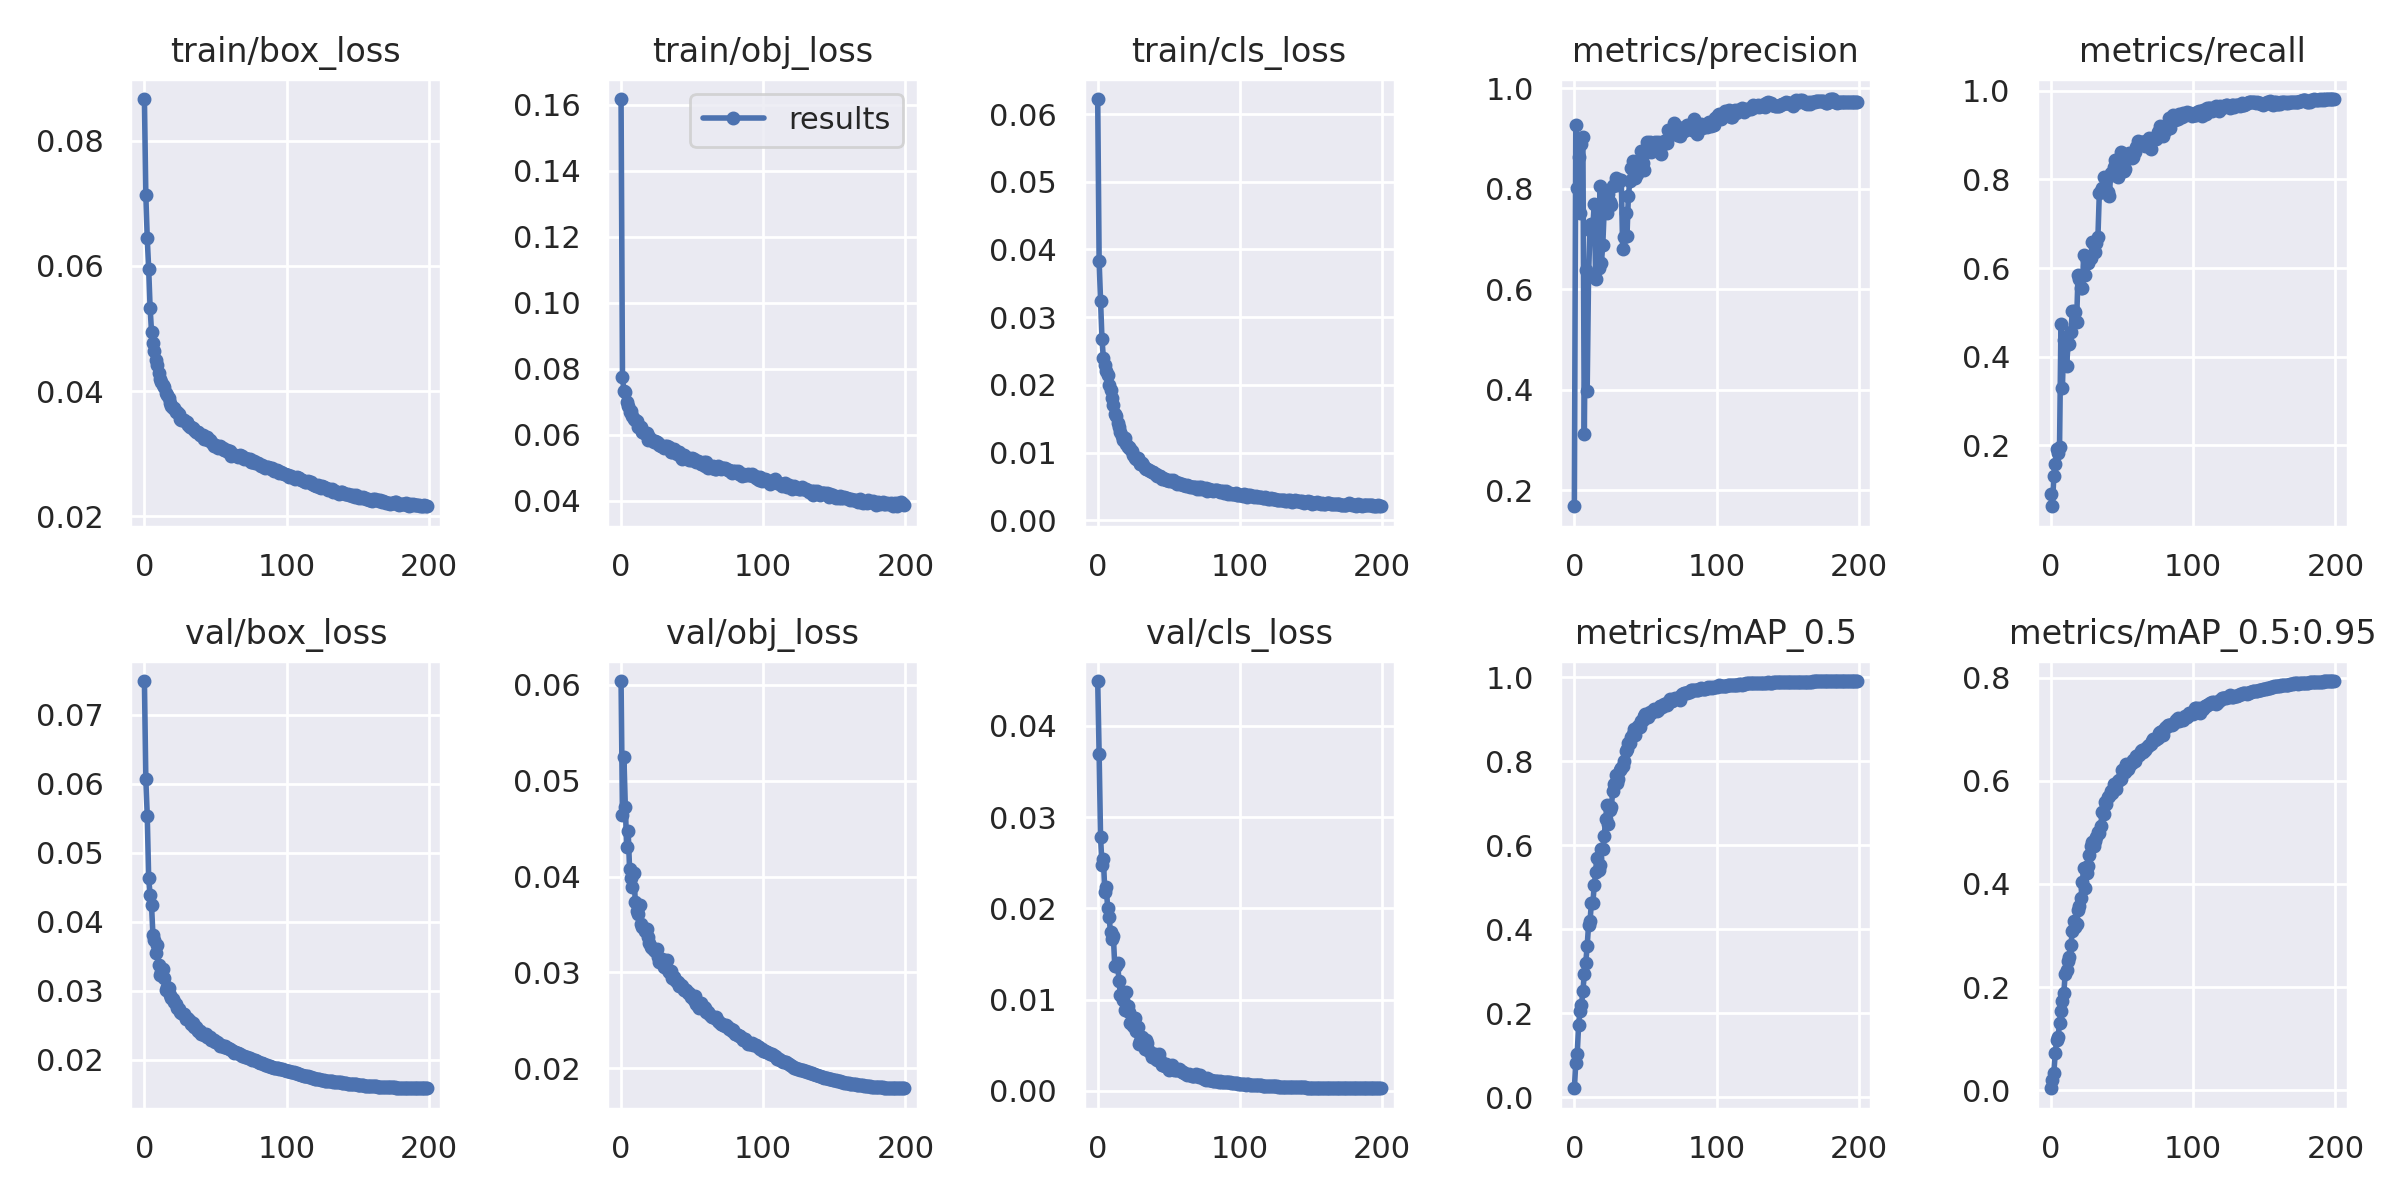 train/box_loss
0.08
0.06
0.04
0.02
0 100 200
train/obj_loss
results
0.16
0.14
0.12
0.10
0.08
0.06
0.04
0 100 200
train/cls_loss
0.06
0.05
0.04
0.03
0.02
0.01
0.00
0 100 200
metrics/precision
1.0
0.8
0.6
0.4
0.2
0 100 200
metrics/recall
1.0
0.8
0.6
0.4
0.2
0 100 200
val/box_loss
0.07
0.06
0.05
0.04
0.03
0.02
0 100 200
val/obj_loss
0.06
0.05
0.04
0.03
0.02
0 100 200
val/cls_loss
0.04
0.03
0.02
0.01
0.00
0 100 200
metrics/mAP_0.5
1.0
0.8
0.6
0.4
0.2
0.0
0 100 200
metrics/mAP_0.5:0.95
0.8
0.6
0.4
0.2
0.0
0 100 200